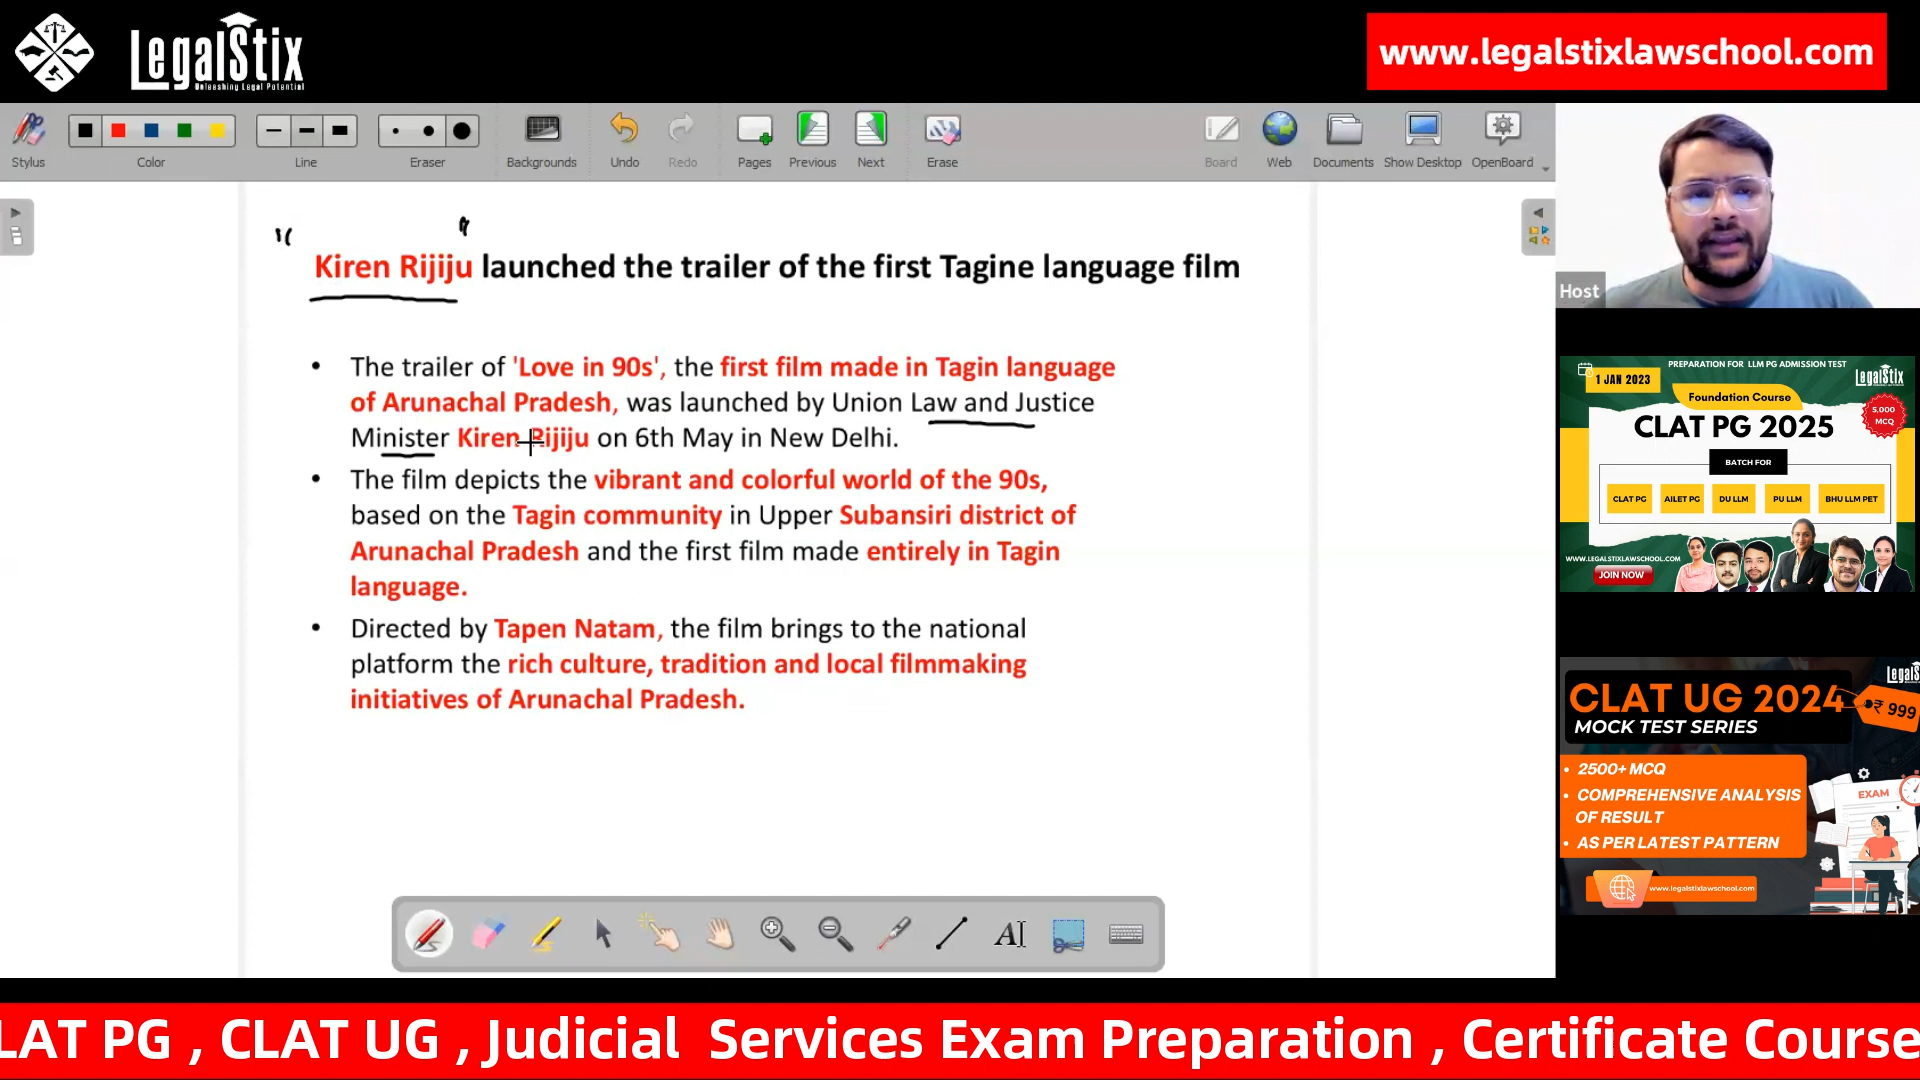 LegalStix
Unleashing Legal Potential
www.legalstixlawschool.com
Stylus
Color
Line
Eraser
Backgrounds
Undo
Redo
Pages
Previous
Next
Erase
Board
Web
Documents
Show Desktop
OpenBoard
Kiren Rijiju launched the trailer of the first Tagine language film
• The trailer of 'Love in 90s', the first film made in Tagin language
of Arunachal Pradesh, was launched by Union Law and Justice
Minister Kiren Rijiju on 6th May in New Delhi.
• The film depicts the vibrant and colorful world of the 90s,
based on the Tagin community in Upper Subansiri district of
Arunachal Pradesh and the first film made entirely in Tagin
language.
• Directed by Tapen Natam, the film brings to the national
platform the rich culture, tradition and local filmmaking
initiatives of Arunachal Pradesh.
AI
Host
PREPARATION FOR LLM PG ADMISSION TEST
1 JAN 2023
LegalStix
Foundation Course
5,000
MCQ
CLAT PG 2025
BATCH FOR
CLAT PG
AILET PG
DU LLM
PU LLM
BHU LLM PET
WWW.LEGALSTIXLAWSCHOOL.COM
JOIN NOW
LegalS
CLAT UG 2024
₹ 999
MOCK TEST SERIES
• 2500+ MCQ
• COMPREHENSIVE ANALYSIS
OF RESULT
• AS PER LATEST PATTERN
EXAM
www.legalstixlawschool.com
LAT PG , CLAT UG , Judicial Services Exam Preparation , Certificate Course